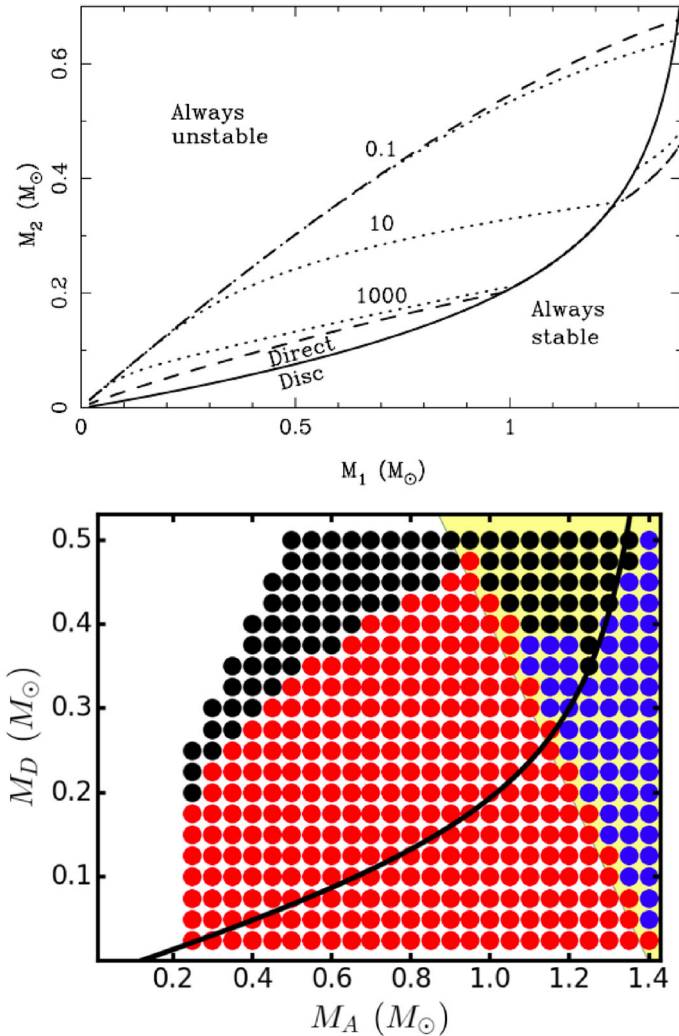 0.6
Always
unstable
0.1
M₂ (M⊙)
0.4
10
0.2
1000
Always
stable
Direct
Disc
0
0
0.5
1
M₁ (M⊙)
0.5
0.4
M_D (M⊙)
0.3
0.2
0.1
0.2 0.4 0.6 0.8 1.0 1.2 1.4
M_A (M⊙)